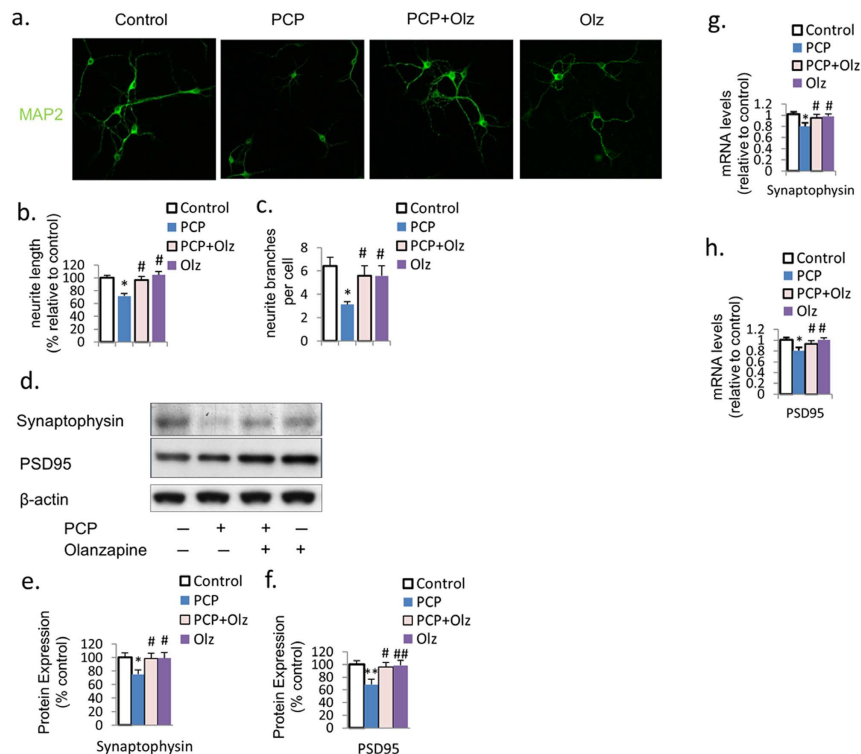 a.
Control PCP PCP+Olz Olz
MAP2
b.
Control
PCP
PCP+Olz
Olz
neurite length
(% relative to control)
120
100
80
60
40
20
0
* # #
c.
Control
PCP
PCP+Olz
Olz
neurite branches
per cell
8
6
4
2
0
* # #
d.
Synaptophysin
PSD95
β-actin
PCP – + + –
Olanzapine – – + +
e.
Control
PCP
PCP+Olz
Olz
Protein Expression
(% control)
120
100
80
60
40
20
0
* # #
Synaptophysin
f.
Control
PCP
PCP+Olz
Olz
Protein Expression
(% control)
120
100
80
60
40
20
0
** # ##
PSD95
g.
Control
PCP
PCP+Olz
Olz
mRNA levels
(relative to control)
1.2
1
0.8
0.6
0.4
0.2
0
* # #
Synaptophysin
h.
Control
PCP
PCP+Olz
Olz
mRNA levels
(relative to control)
1.2
1
0.8
0.6
0.4
0.2
0
* # #
PSD95